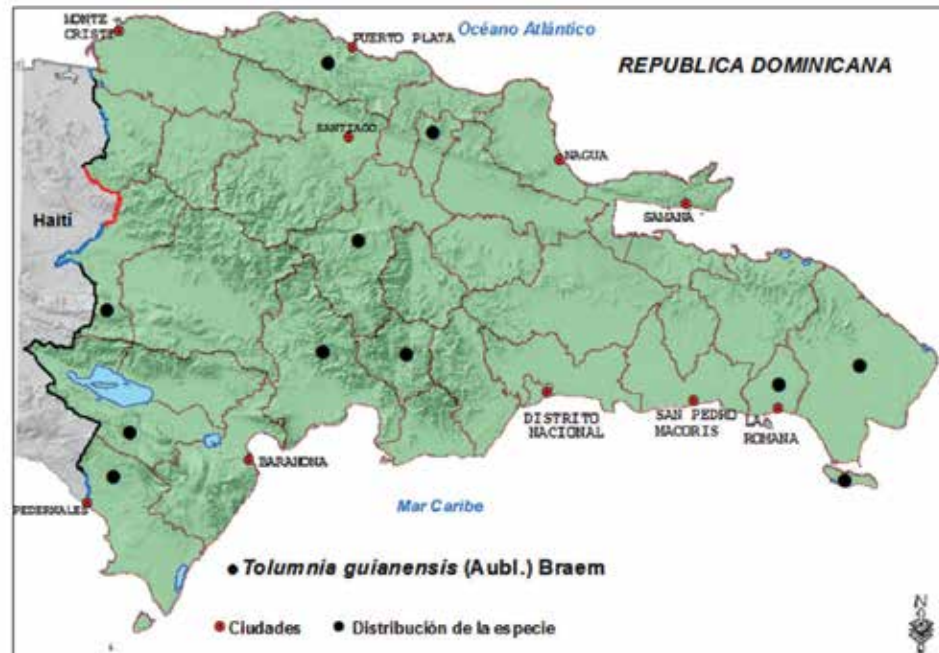 MONTE
CRISTI
Océano Atlántico
PUERTO PLATA
REPUBLICA DOMINICANA
SANTIAGO
NAGUA
SAMANA
Haití
DISTRITO
NACIONAL
SAN PEDRO
MACORIS
LA
ROMANA
BARAHONA
PEDERNALES
Mar Caribe
Tolumnia guianensis (Aubl.) Braem
Ciudades
Distribución de la especie
N